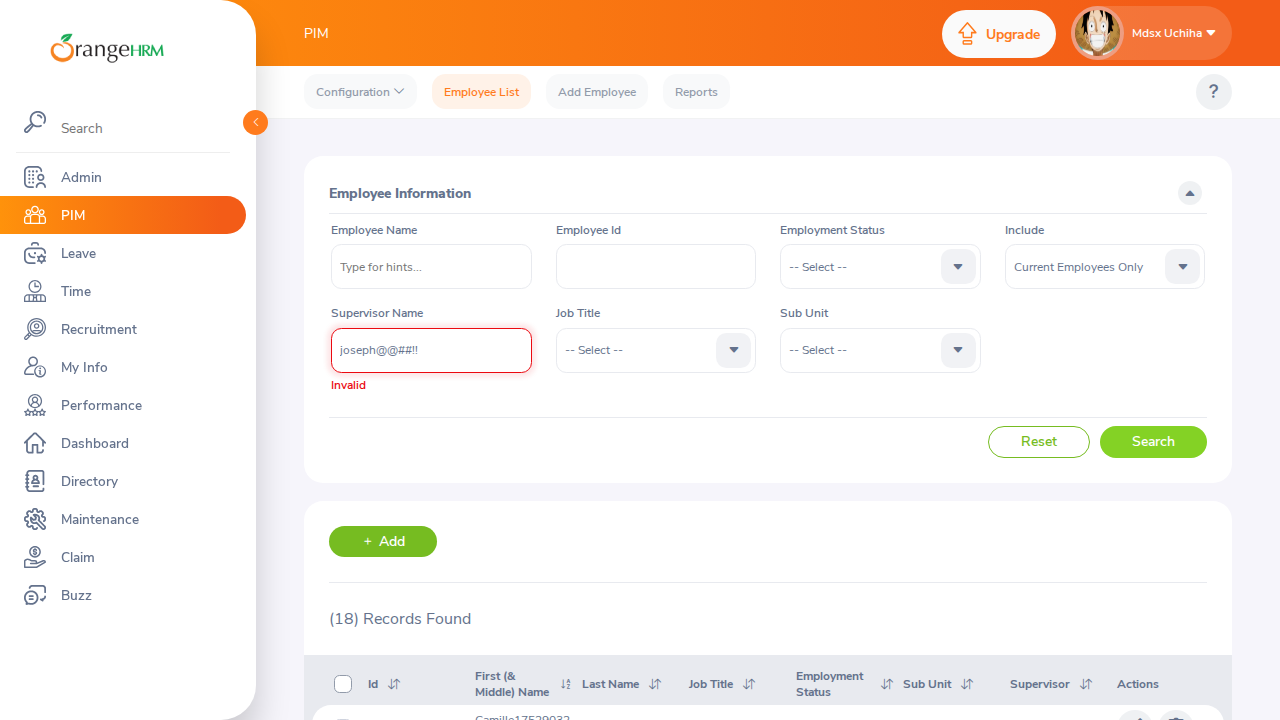 OrangeHRM
PIM
Upgrade
Mdsx Uchiha
Configuration
Employee List
Add Employee
Reports
?
Search
Admin
PIM
Leave
Time
Recruitment
My Info
Performance
Dashboard
Directory
Maintenance
Claim
Buzz
Employee Information
Employee Name
Employee Id
Employment Status
Include
Type for hints...
-- Select --
Current Employees Only
Supervisor Name
Job Title
Sub Unit
joseph@@##!!
-- Select --
-- Select --
Invalid
Reset
Search
+ Add
(18) Records Found
Id
First (&
Middle) Name
Last Name
Job Title
Employment
Status
Sub Unit
Supervisor
Actions